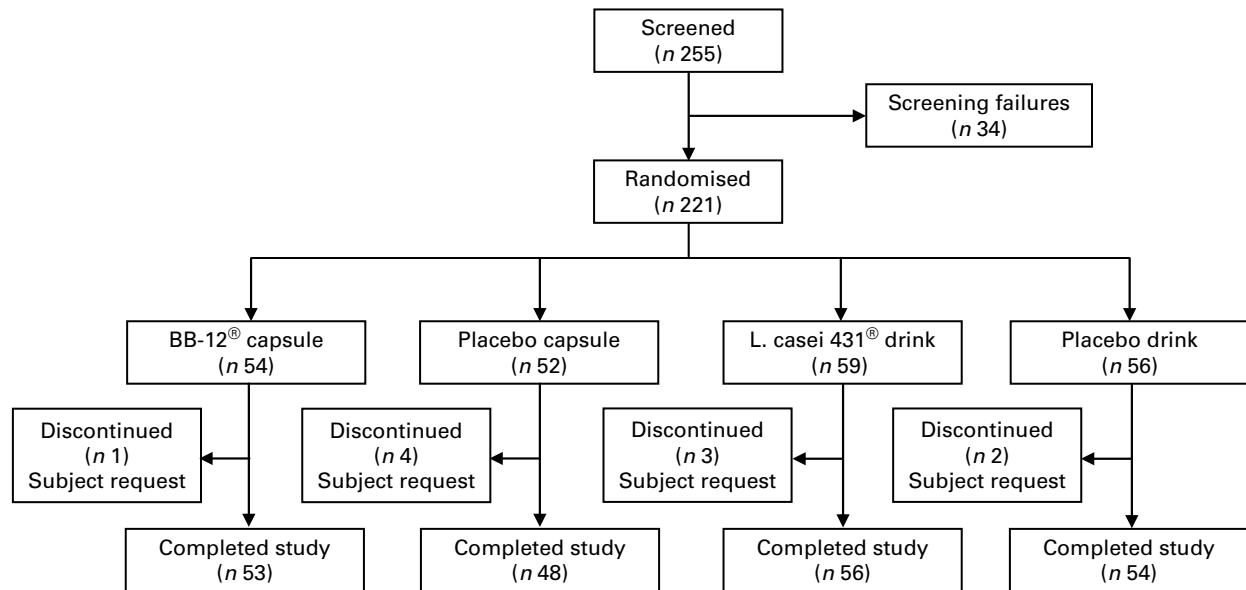 Screened
(n 255)
Screening failures
(n 34)
Randomised
(n 221)
BB-12® capsule
(n 54)
Placebo capsule
(n 52)
L. casei 431® drink
(n 59)
Placebo drink
(n 56)
Discontinued
(n 1)
Subject request
Discontinued
(n 4)
Subject request
Discontinued
(n 3)
Subject request
Discontinued
(n 2)
Subject request
Completed study
(n 53)
Completed study
(n 48)
Completed study
(n 56)
Completed study
(n 54)